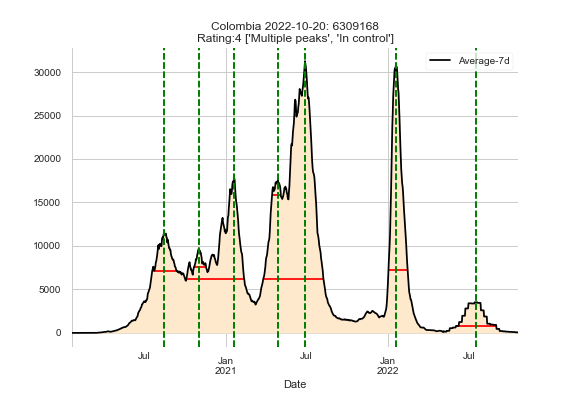 Colombia 2022-10-20: 6309168
Rating:4 ['Multiple peaks', 'In control']
Average-7d
30000
25000
20000
15000
10000
5000
0
Jul
Jan
2021
Jul
Jan
2022
Jul
Date